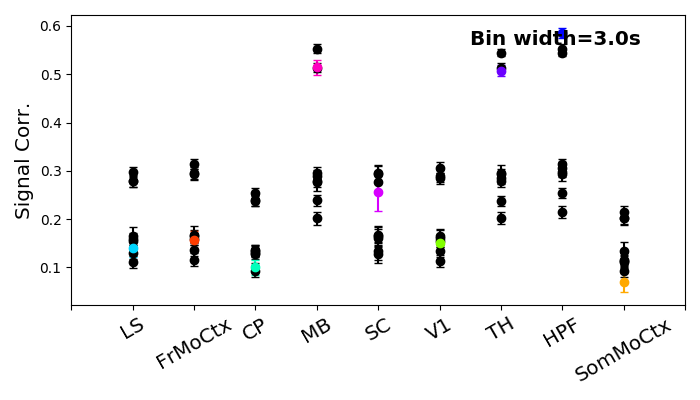 Bin width=3.0s
0.6
0.5
0.4
0.3
0.2
0.1
Signal Corr.
LS
FrMoCtx
CP
MB
SC
V1
TH
HPF
SomMoCtx